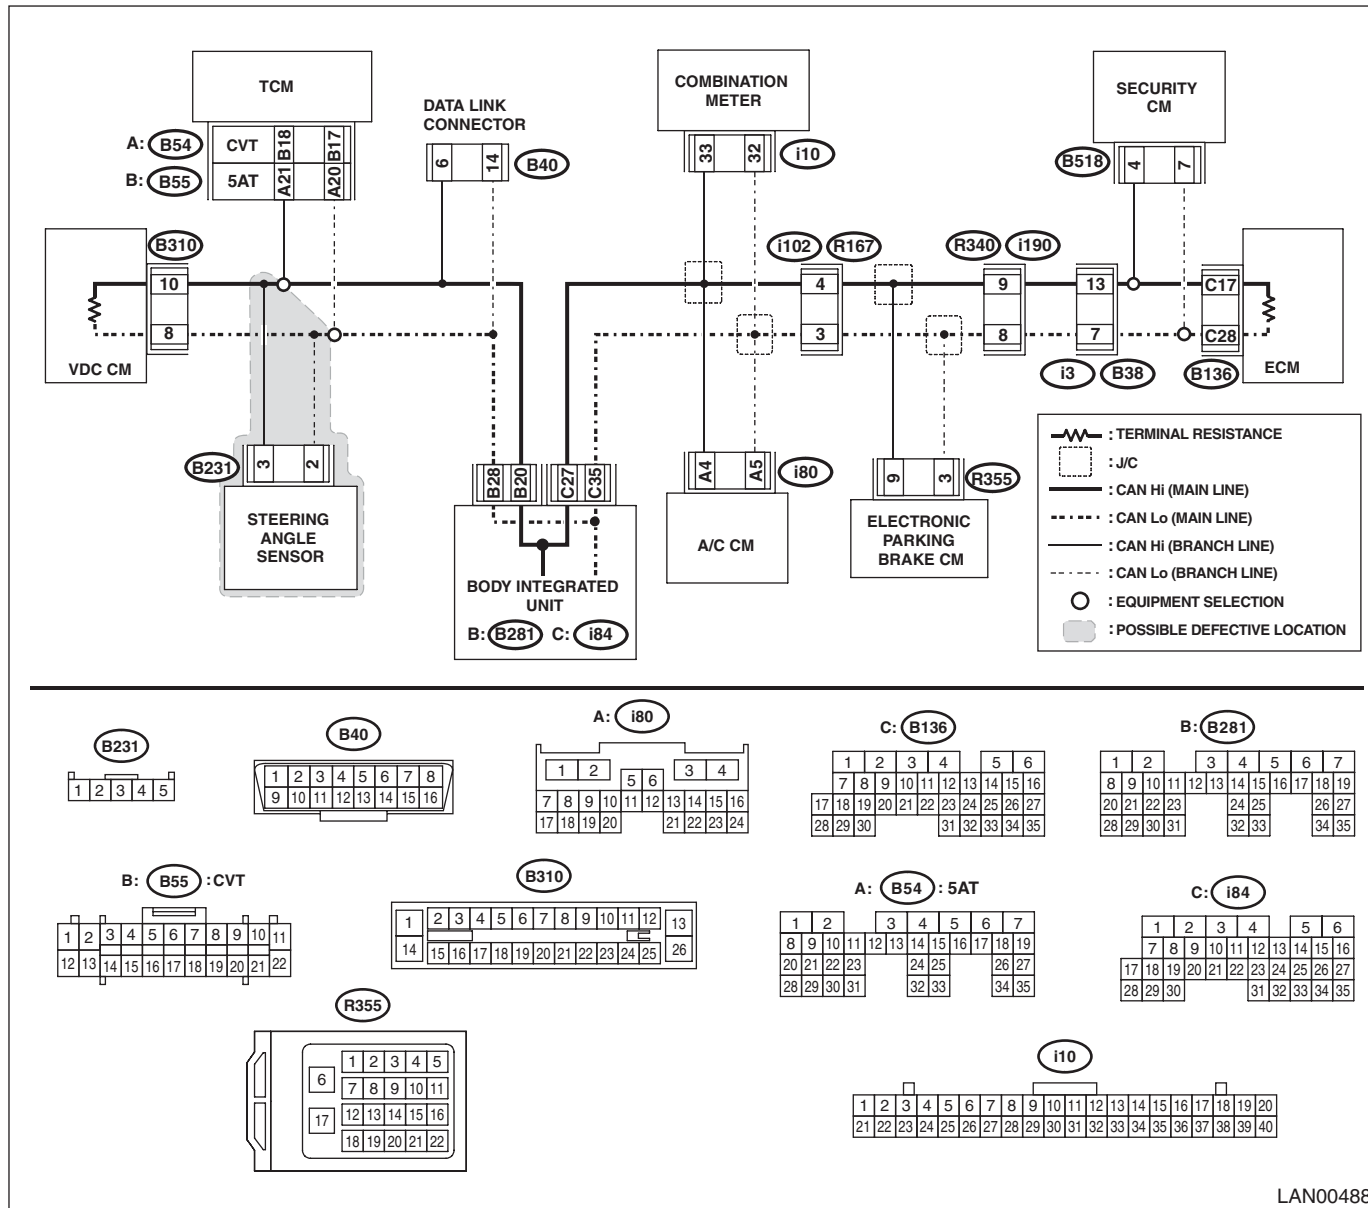 TCM
A: B54 CVT B18 B17
B: B55 5AT A21 A20
DATA LINK
CONNECTOR
6 14 B40
COMBINATION
METER
33 32 i10
SECURITY
CM
B518 4 7
B310
10
8
VDC CM
i102 R167
4
3
R340 i190
9
8
13
7
i3 B38
C17
C28
B136
ECM
B231 3 2
STEERING
ANGLE
SENSOR
B28 B20 C27 C35
BODY INTEGRATED
UNIT
B: B281 C: i84
A4 A5 i80
A/C CM
9 3 R355
ELECTRONIC
PARKING
BRAKE CM
: TERMINAL RESISTANCE
: J/C
: CAN Hi (MAIN LINE)
: CAN Lo (MAIN LINE)
: CAN Hi (BRANCH LINE)
: CAN Lo (BRANCH LINE)
: EQUIPMENT SELECTION
: POSSIBLE DEFECTIVE LOCATION
B231
1 2 3 4 5
B40
1 2 3 4 5 6 7 8
9 10 11 12 13 14 15 16
A: i80
1 2 3 4
5 6
7 8 9 10 11 12 13 14 15 16
17 18 19 20 21 22 23 24
C: B136
1 2 3 4 5 6
7 8 9 10 11 12 13 14 15 16
17 18 19 20 21 22 23 24 25 26 27
28 29 30 31 32 33 34 35
B: B281
1 2 3 4 5 6 7
8 9 10 11 12 13 14 15 16 17 18 19
20 21 22 23 24 25 26 27
28 29 30 31 32 33 34 35
B: B55 : CVT
1 2 3 4 5 6 7 8 9 10 11
12 13 14 15 16 17 18 19 20 21 22
B310
1 2 3 4 5 6 7 8 9 10 11 12 13
14 15 16 17 18 19 20 21 22 23 24 25 26
A: B54 : 5AT
1 2 3 4 5 6 7
8 9 10 11 12 13 14 15 16 17 18 19
20 21 22 23 24 25 26 27
28 29 30 31 32 33 34 35
C: i84
1 2 3 4 5 6
7 8 9 10 11 12 13 14 15 16
17 18 19 20 21 22 23 24 25 26 27
28 29 30 31 32 33 34 35
R355
1 2 3 4 5
6
7 8 9 10 11
12 13 14 15 16
17
18 19 20 21 22
i10
1 2 3 4 5 6 7 8 9 10 11 12 13 14 15 16 17 18 19 20
21 22 23 24 25 26 27 28 29 30 31 32 33 34 35 36 37 38 39 40
LAN00488